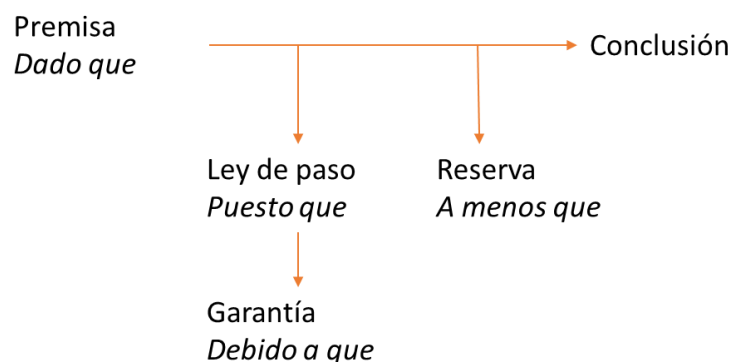 Premisa
Dado que
Conclusión
Ley de paso
Puesto que
Reserva
A menos que
Garantía
Debido a que